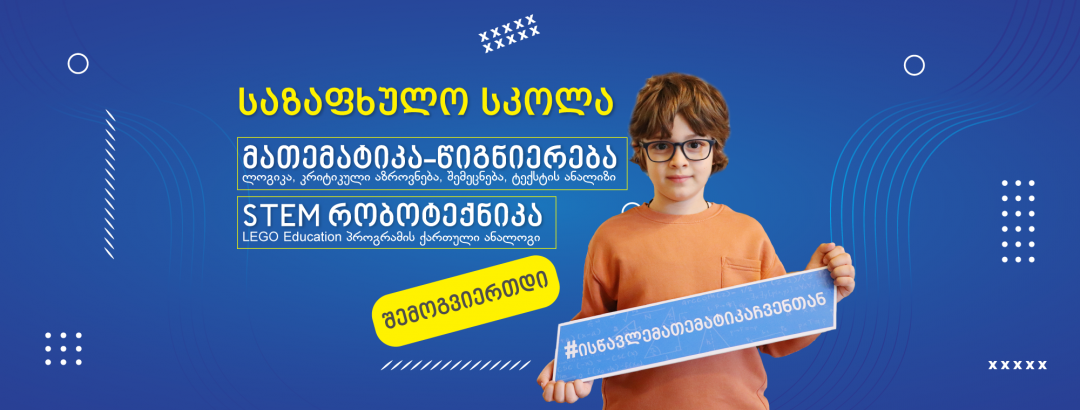 საზაფხულო სკოლა
მათემატიკა-წიგნიერება
ლოგიკა, კრიტიკული აზროვნება, შემეცნება, ტექსტის ანალიზი
STEM რობოტექნიკა
LEGO Education პროგრამის ქართული ანალოგი
შემოგვიერთდი
#ისწავლემათემატიკაჩვენთან